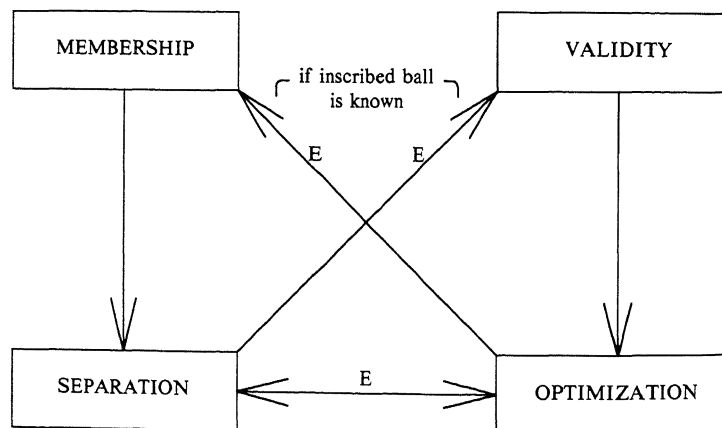 MEMBERSHIP
VALIDITY
if inscribed ball
is known
E
E
SEPARATION
E
OPTIMIZATION